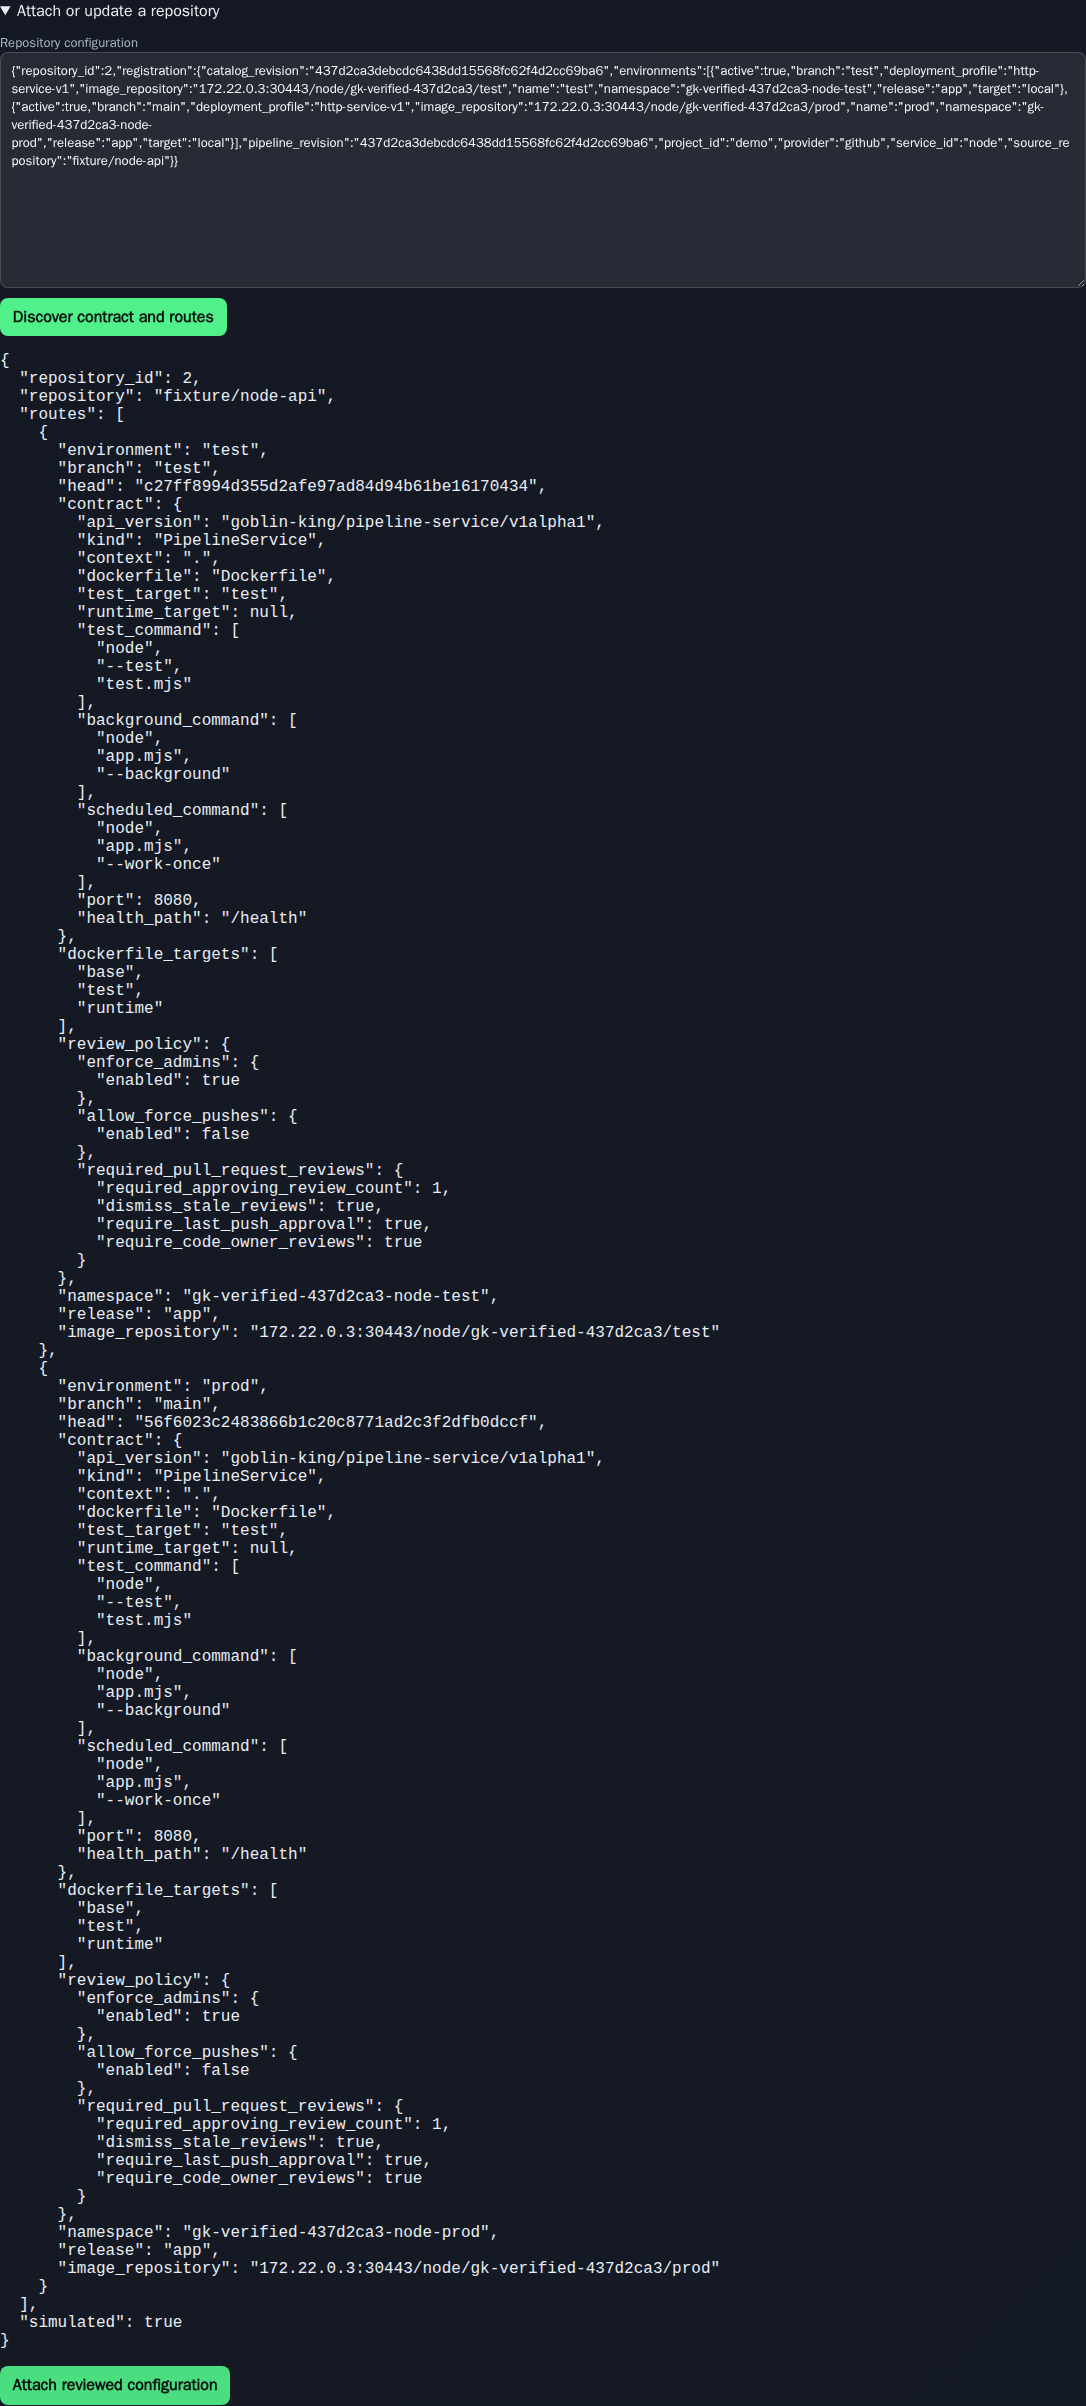 ▼ Attach or update a repository
Repository configuration
{"repository_id":2,"registration":{"catalog_revision":"437d2ca3debcdc6438dd15568fc62f4d2cc69ba6","environments":[{"active":true,"branch":"test","deployment_profile":"http-
service-v1","image_repository":"172.22.0.3:30443/node/gk-verified-437d2ca3/test","name":"test","namespace":"gk-verified-437d2ca3-node-test","release":"app","target":"local"},
{"active":true,"branch":"main","deployment_profile":"http-service-v1","image_repository":"172.22.0.3:30443/node/gk-verified-437d2ca3/prod","name":"prod","namespace":"gk-
verified-437d2ca3-node-
prod","release":"app","target":"local"}],"pipeline_revision":"437d2ca3debcdc6438dd15568fc62f4d2cc69ba6","project_id":"demo","provider":"github","service_id":"node","source_re
pository":"fixture/node-api"}}
Discover contract and routes
{
  "repository_id": 2,
  "repository": "fixture/node-api",
  "routes": [
    {
      "environment": "test",
      "branch": "test",
      "head": "c27ff8994d355d2afe97ad84d94b61be16170434",
      "contract": {
        "api_version": "goblin-king/pipeline-service/v1alpha1",
        "kind": "PipelineService",
        "context": ".",
        "dockerfile": "Dockerfile",
        "test_target": "test",
        "runtime_target": null,
        "test_command": [
          "node",
          "--test",
          "test.mjs"
        ],
        "background_command": [
          "node",
          "app.mjs",
          "--background"
        ],
        "scheduled_command": [
          "node",
          "app.mjs",
          "--work-once"
        ],
        "port": 8080,
        "health_path": "/health"
      },
      "dockerfile_targets": [
        "base",
        "test",
        "runtime"
      ],
      "review_policy": {
        "enforce_admins": {
          "enabled": true
        },
        "allow_force_pushes": {
          "enabled": false
        },
        "required_pull_request_reviews": {
          "required_approving_review_count": 1,
          "dismiss_stale_reviews": true,
          "require_last_push_approval": true,
          "require_code_owner_reviews": true
        }
      },
      "namespace": "gk-verified-437d2ca3-node-test",
      "release": "app",
      "image_repository": "172.22.0.3:30443/node/gk-verified-437d2ca3/test"
    },
    {
      "environment": "prod",
      "branch": "main",
      "head": "56f6023c2483866b1c20c8771ad2c3f2dfb0dccf",
      "contract": {
        "api_version": "goblin-king/pipeline-service/v1alpha1",
        "kind": "PipelineService",
        "context": ".",
        "dockerfile": "Dockerfile",
        "test_target": "test",
        "runtime_target": null,
        "test_command": [
          "node",
          "--test",
          "test.mjs"
        ],
        "background_command": [
          "node",
          "app.mjs",
          "--background"
        ],
        "scheduled_command": [
          "node",
          "app.mjs",
          "--work-once"
        ],
        "port": 8080,
        "health_path": "/health"
      },
      "dockerfile_targets": [
        "base",
        "test",
        "runtime"
      ],
      "review_policy": {
        "enforce_admins": {
          "enabled": true
        },
        "allow_force_pushes": {
          "enabled": false
        },
        "required_pull_request_reviews": {
          "required_approving_review_count": 1,
          "dismiss_stale_reviews": true,
          "require_last_push_approval": true,
          "require_code_owner_reviews": true
        }
      },
      "namespace": "gk-verified-437d2ca3-node-prod",
      "release": "app",
      "image_repository": "172.22.0.3:30443/node/gk-verified-437d2ca3/prod"
    }
  ],
  "simulated": true
}
Attach reviewed configuration